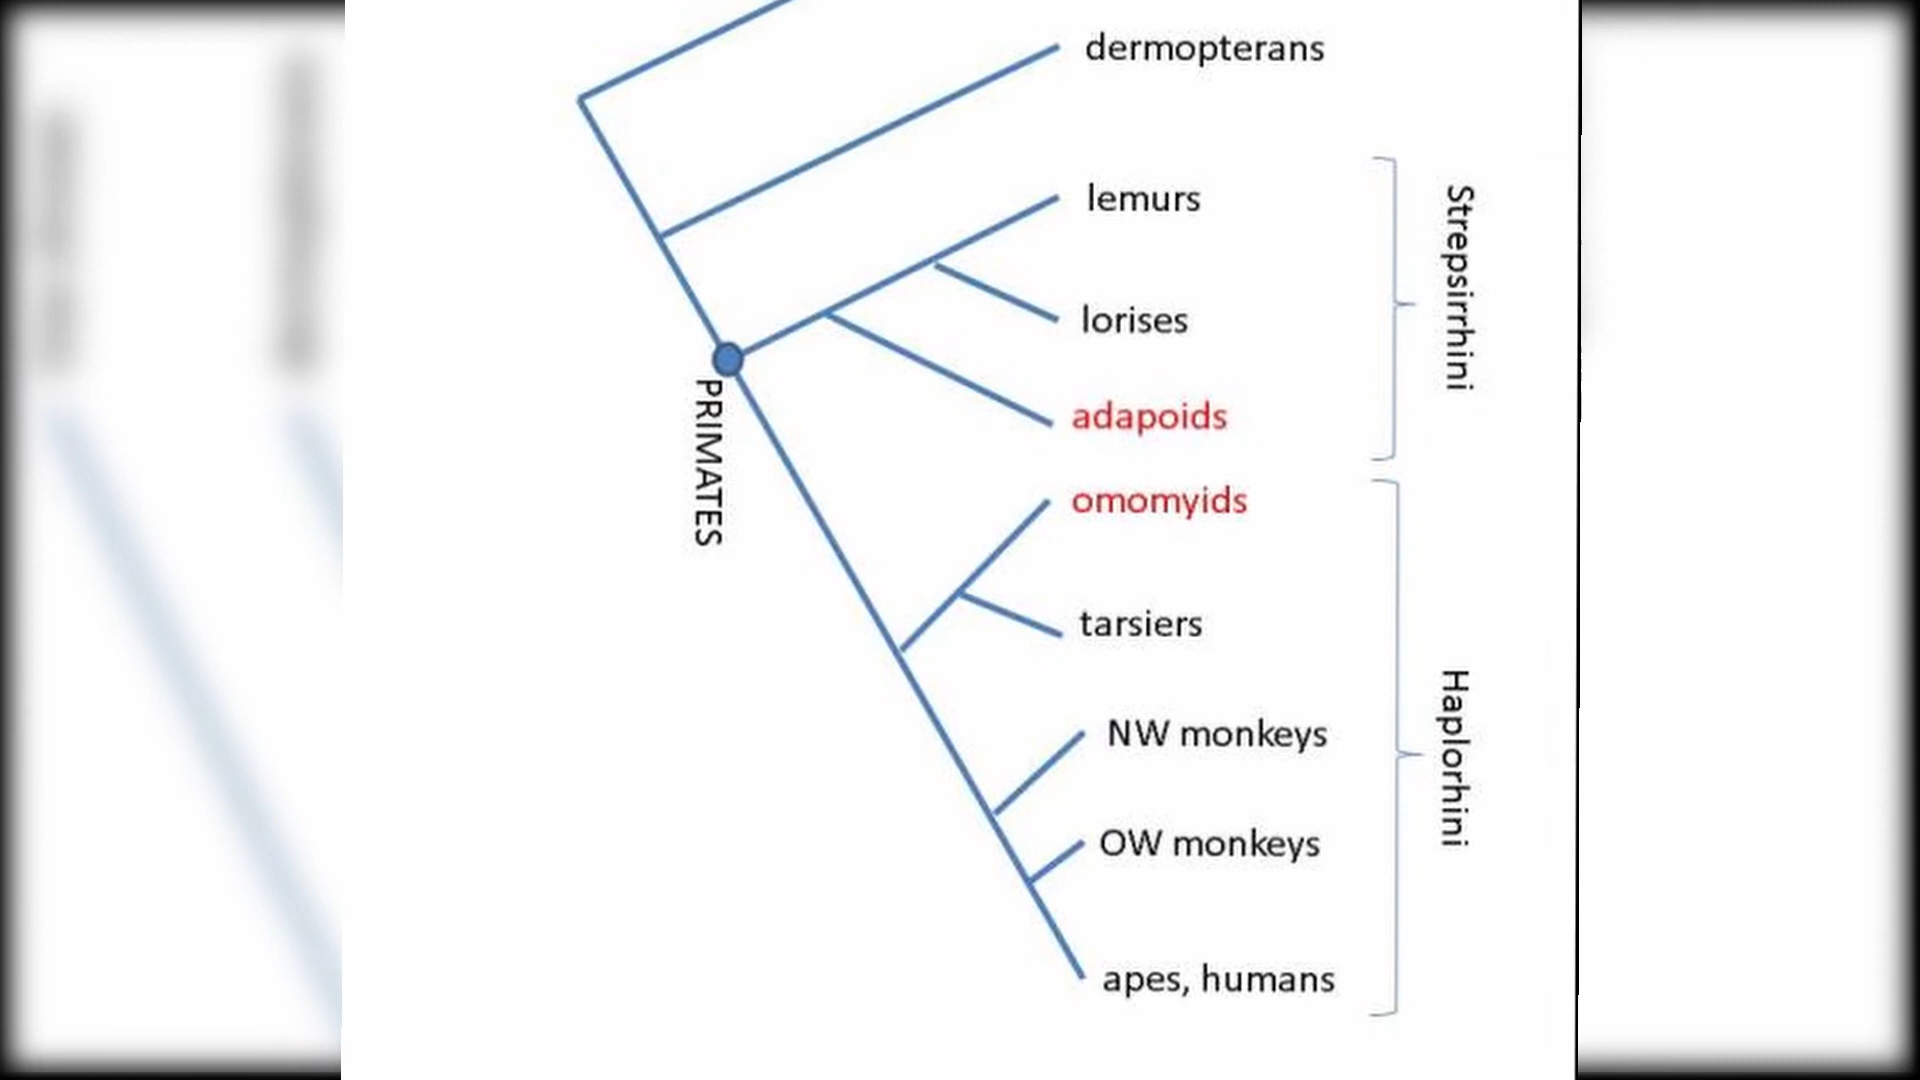 dermopterans
lemurs
lorises
adapoids
Strepsirrhini
PRIMATES
omomyids
tarsiers
NW monkeys
OW monkeys
apes, humans
Haplorhini